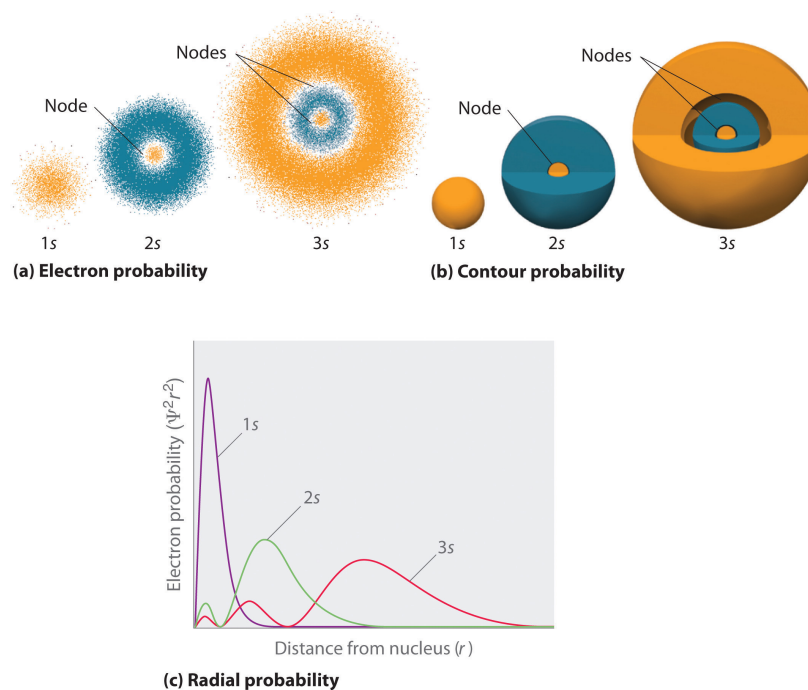 Nodes
Node
1s
2s
3s
(a) Electron probability
Nodes
Node
1s
2s
3s
(b) Contour probability
Electron probability (Ψ²r²)
1s
2s
3s
Distance from nucleus (r)
(c) Radial probability